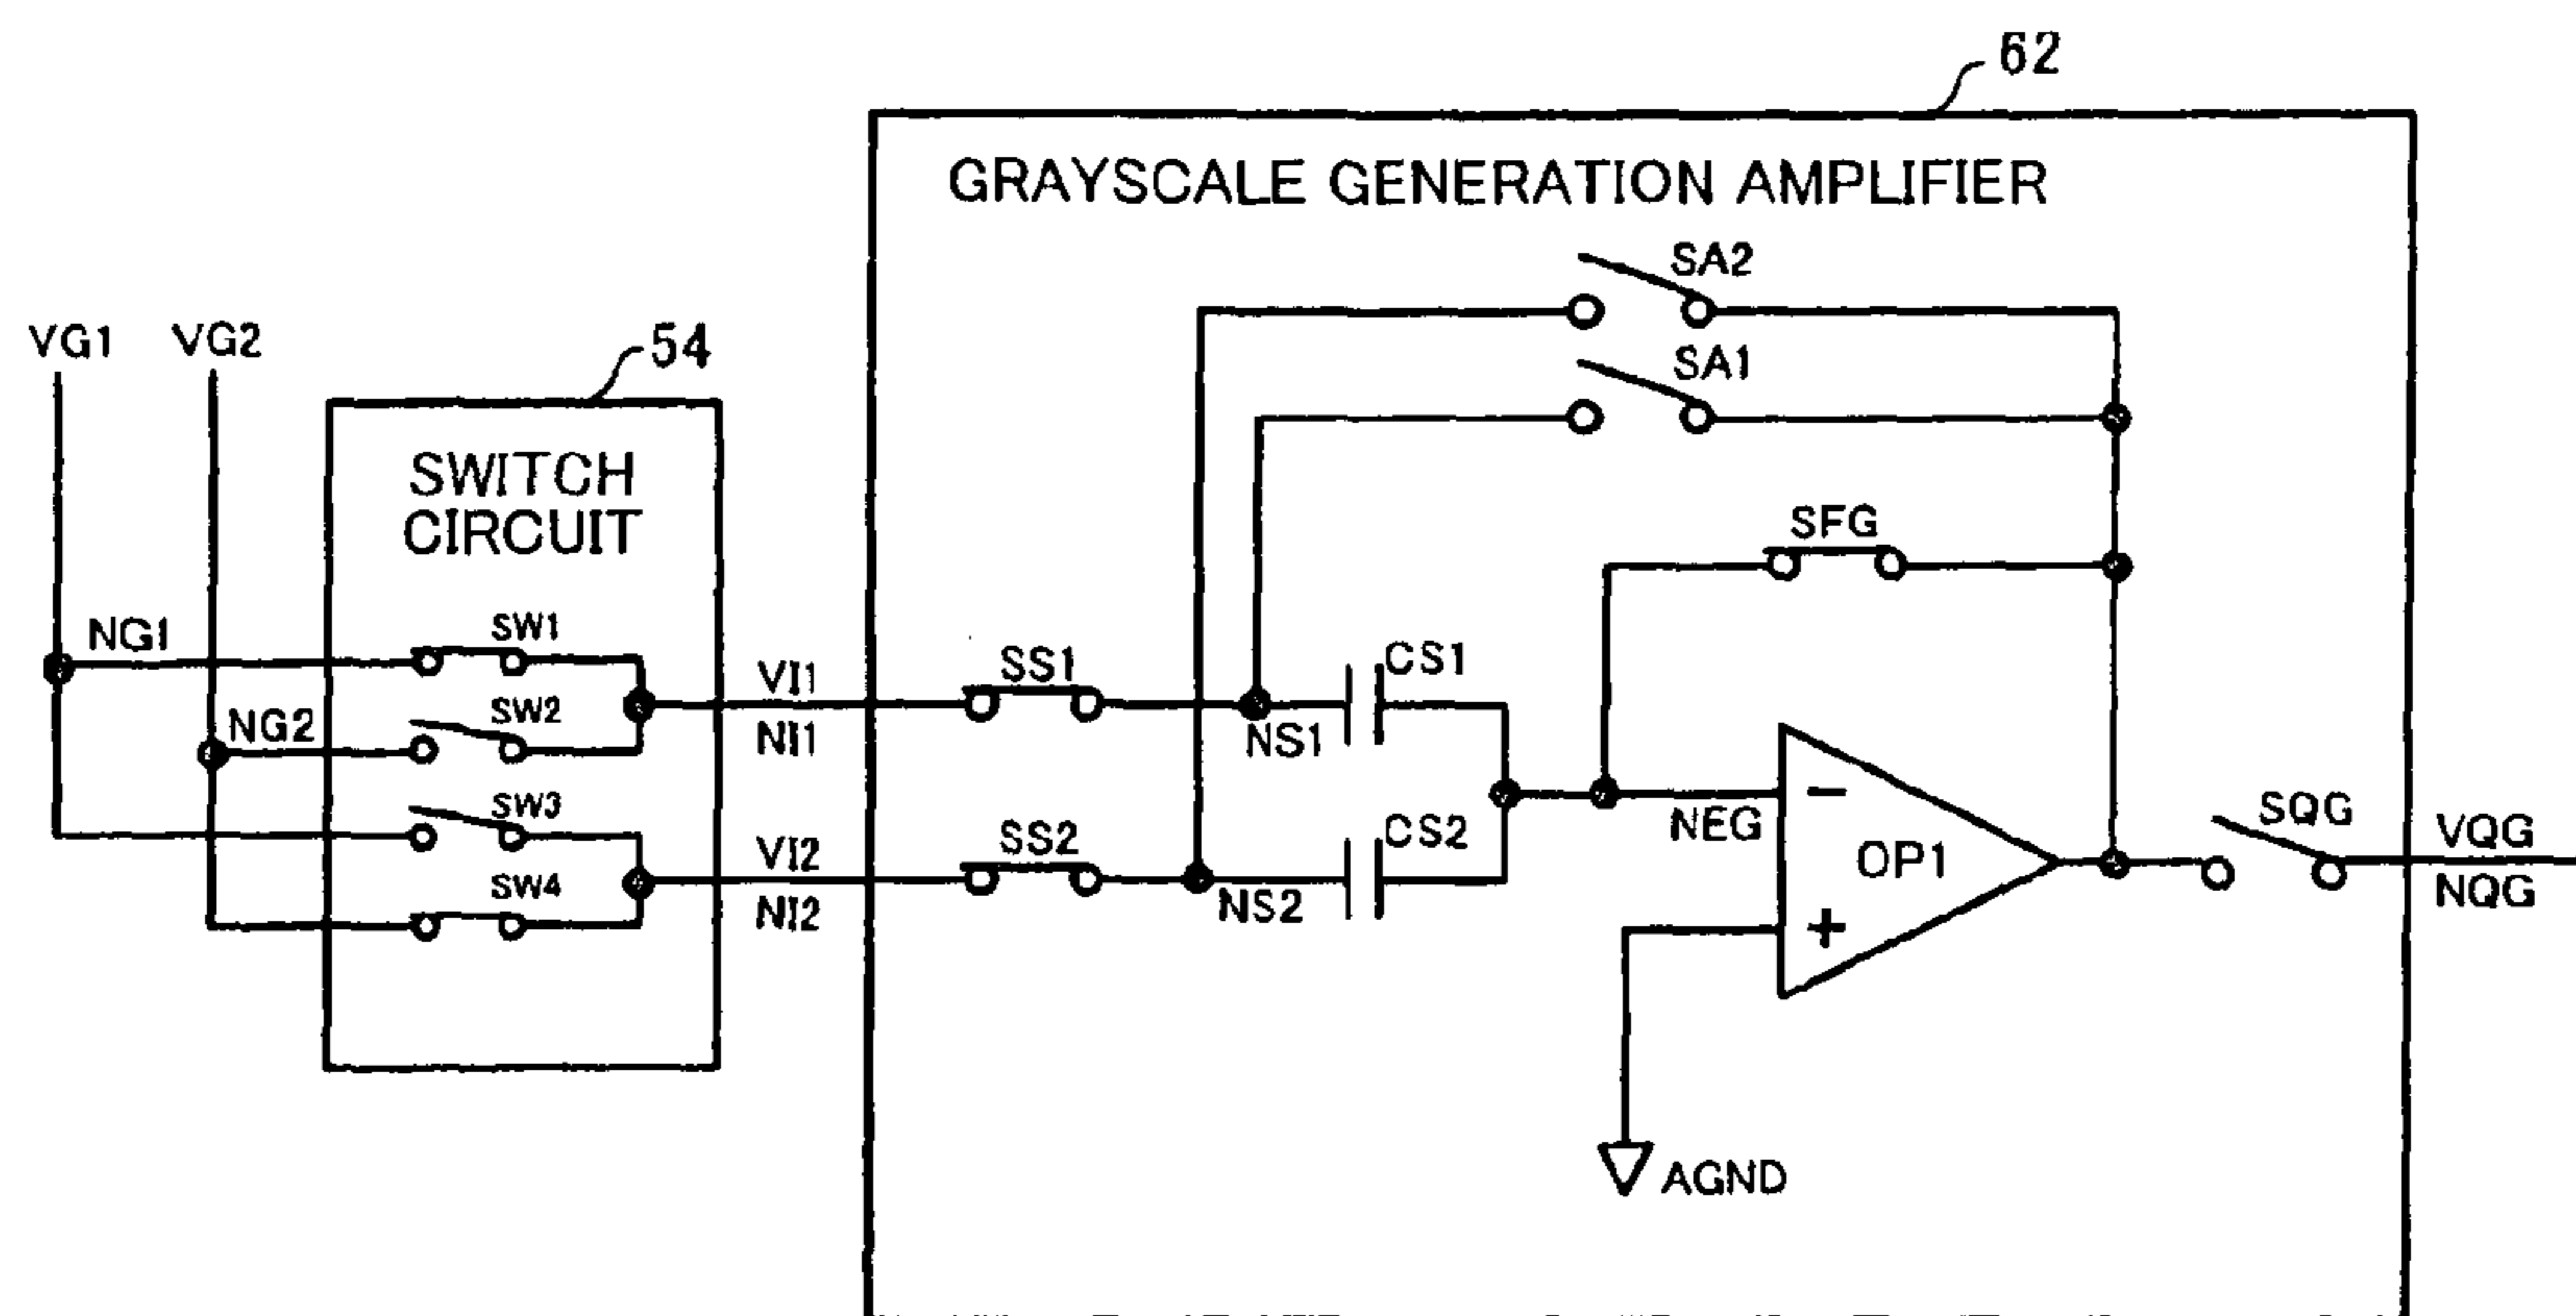 62
GRAYSCALE GENERATION AMPLIFIER
SA2
VG1
VG2
54
SA1
SWITCH
CIRCUIT
SFG
NG1
SW1
VI1
SS1
CS1
NG2
SW2
NI1
NS1
SW3
VI2
SS2
CS2
NEG
−
OP1
SQG
VQG
SW4
NI2
NS2
+
NQG
AGND